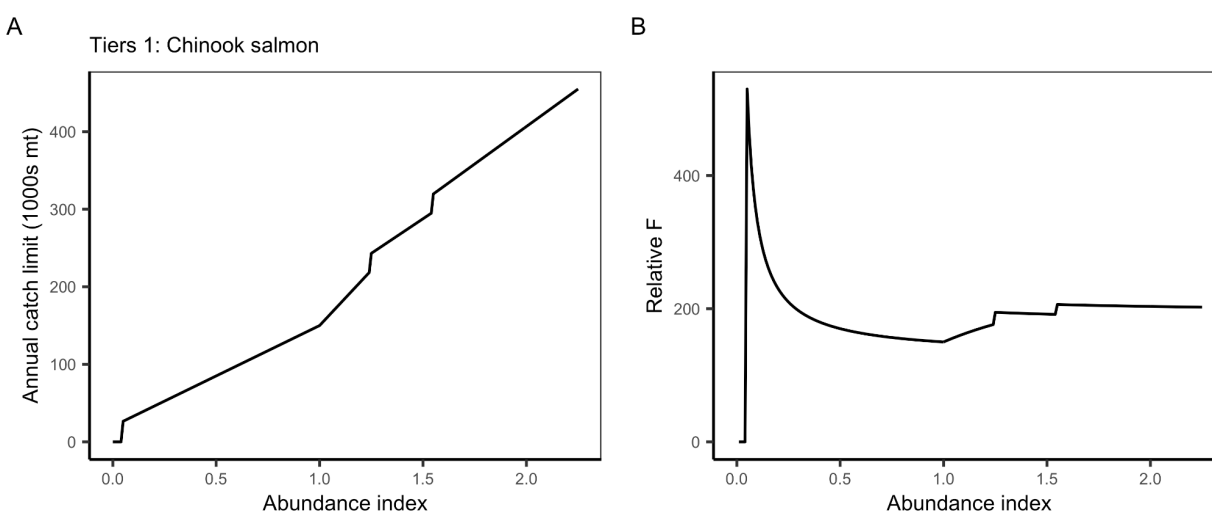 A
Tiers 1: Chinook salmon
Annual catch limit (1000s mt)
400
300
200
100
0
0.0 0.5 1.0 1.5 2.0
Abundance index
B
Relative F
400
200
0
0.0 0.5 1.0 1.5 2.0
Abundance index